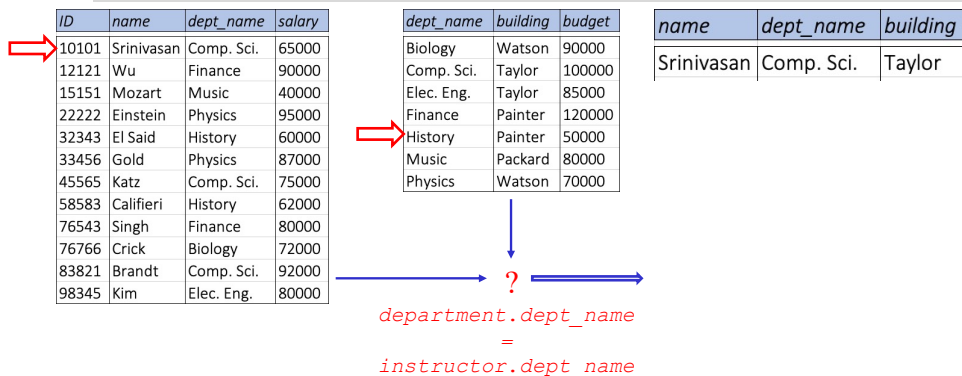 ID name dept_name salary
10101 Srinivasan Comp. Sci. 65000
12121 Wu Finance 90000
15151 Mozart Music 40000
22222 Einstein Physics 95000
32343 El Said History 60000
33456 Gold Physics 87000
45565 Katz Comp. Sci. 75000
58583 Califieri History 62000
76543 Singh Finance 80000
76766 Crick Biology 72000
83821 Brandt Comp. Sci. 92000
98345 Kim Elec. Eng. 80000
dept_name building budget
Biology Watson 90000
Comp. Sci. Taylor 100000
Elec. Eng. Taylor 85000
Finance Painter 120000
History Painter 50000
Music Packard 80000
Physics Watson 70000
name dept_name building
Srinivasan Comp. Sci. Taylor
?
department.dept_name
=
instructor.dept name